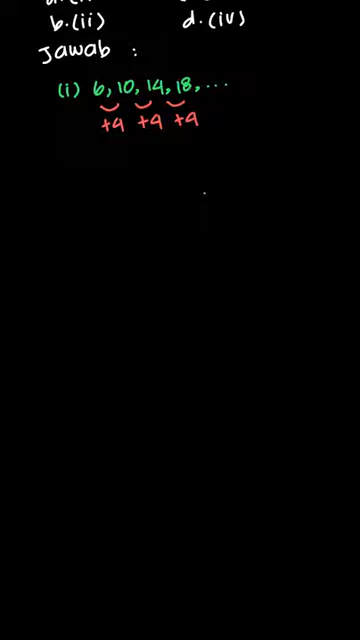 b. (ii) d. (iv)
Jawab :
(i) 6, 10, 14, 18, ...
+4 +4 +4